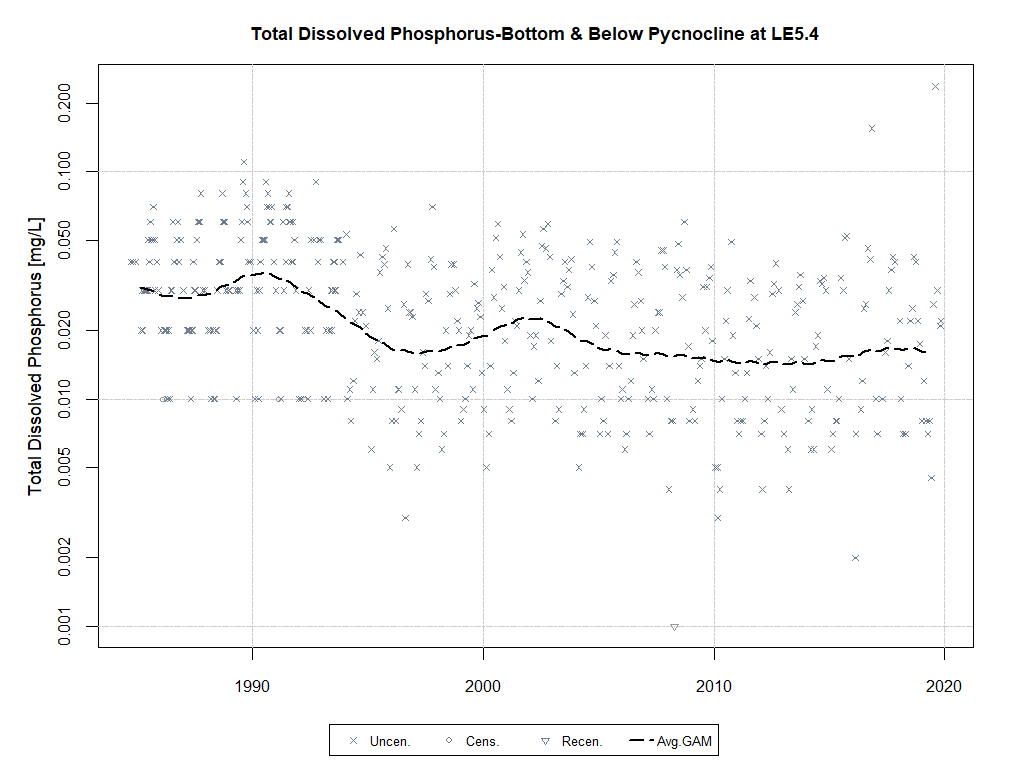 Total Dissolved Phosphorus-Bottom & Below Pycnocline at LE5.4
Total Dissolved Phosphorus [mg/L]
0.200
0.100
0.050
0.020
0.010
0.005
0.002
0.001
1990 2000 2010 2020
Uncen. Cens. Recen. Avg.GAM